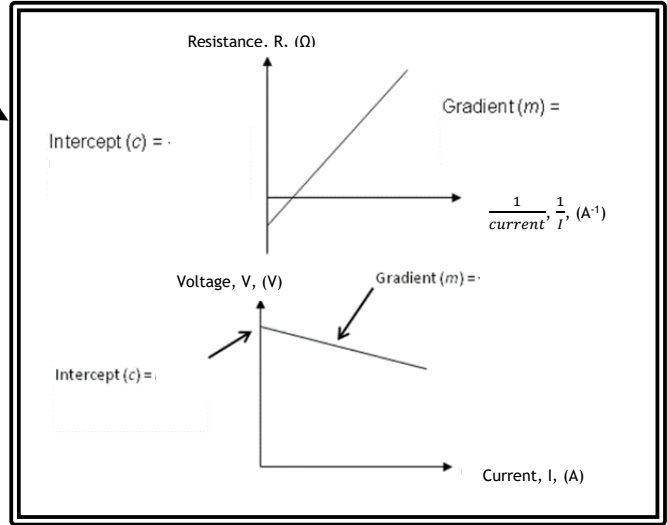 Resistance. R. (Ω)
Gradient (m) =
Intercept (c) =
1/current, 1/I, (A⁻¹)
Voltage, V, (V)
Gradient (m) =
Intercept (c) =
Current, I, (A)